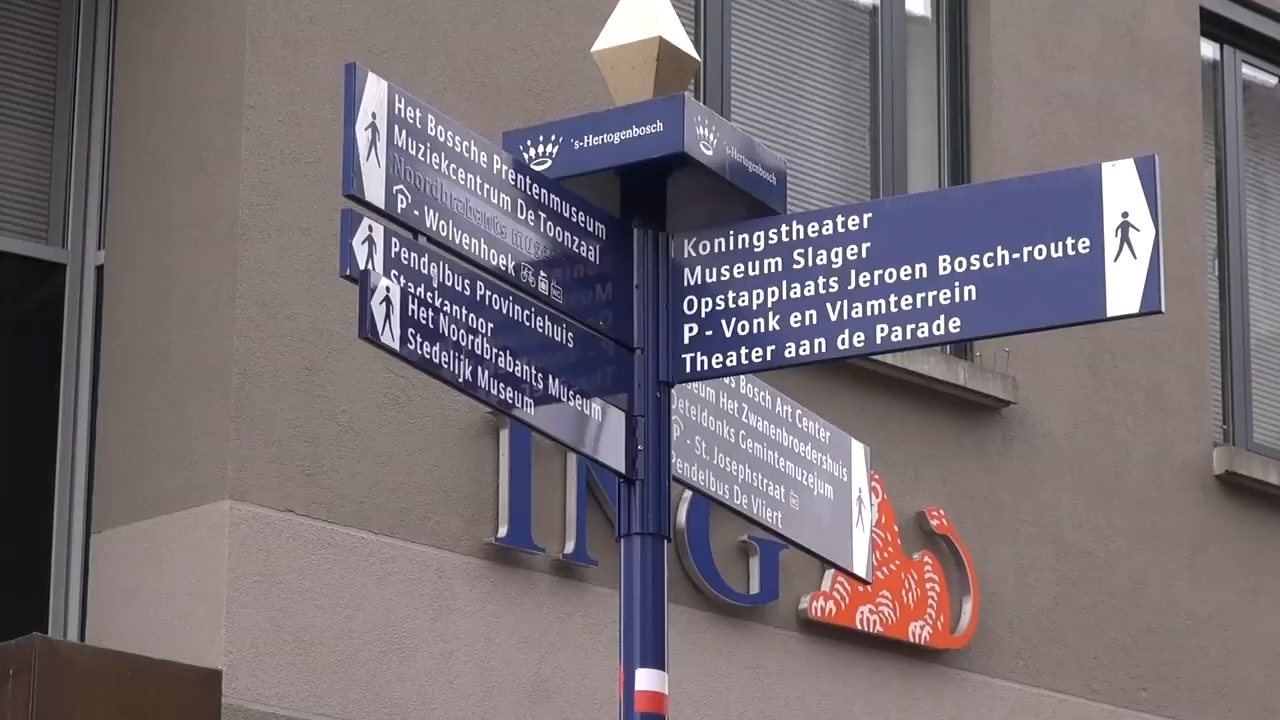 's-Hertogenbosch
's-Hertogenbosch
Het Bossche Prentenmuseum
Muziekcentrum De Toonzaal
Noordbrabants
P - Wolvenhoek
Pendelbus Provinciehuis
Stadskantoor
Het Noordbrabants Museum
Stedelijk Museum
Koningstheater
Museum Slager
Opstapplaats Jeroen Bosch-route
P - Vonk en Vlamterrein
Theater aan de Parade
Bosch Art Center
Het Zwanenbroedershuis
Oeteldonks Gemintemuzejum
P - St. Josephstraat
Pendelbus De Vliert
ING